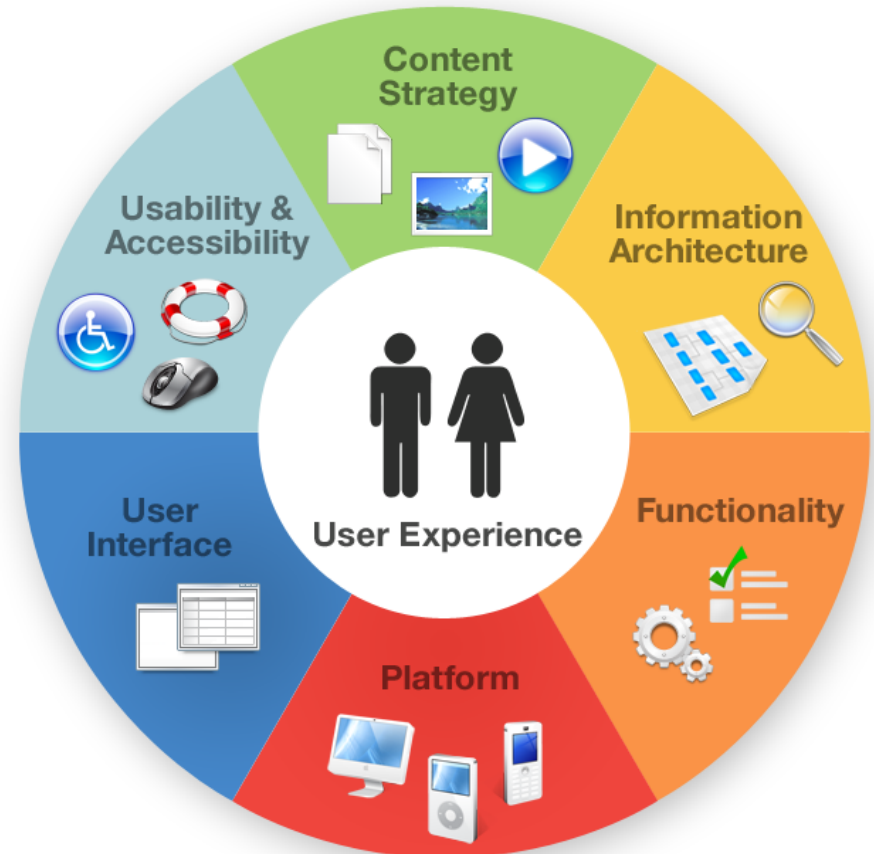 Content
Strategy
Information
Architecture
Functionality
Platform
User
Interface
Usability &
Accessibility
User Experience